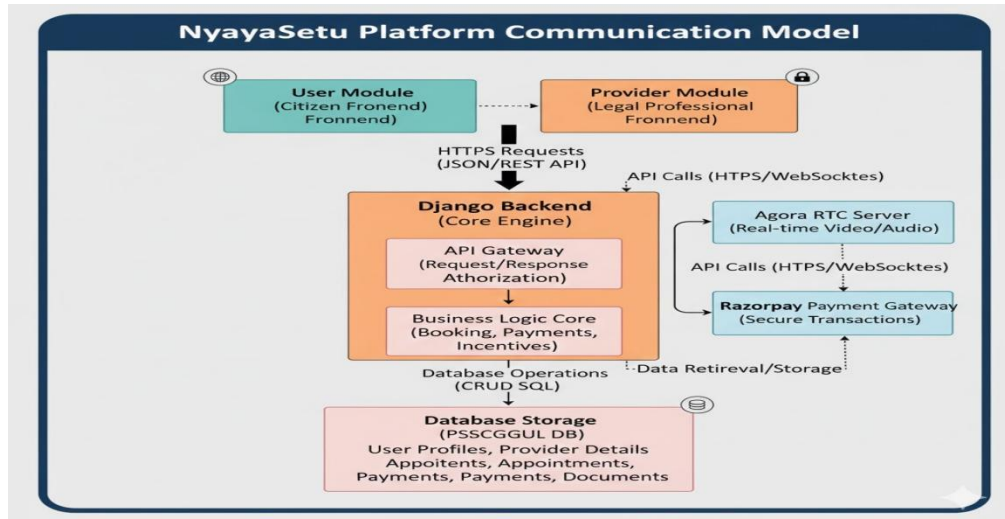 NyayaSetu Platform Communication Model
User Module
(Citizen Fronend)
Fronnend)
Provider Module
(Legal Professional
Fronnend)
HTTPS Requests
(JSON/REST API)
API Calls (HTPS/WebSocktes)
Django Backend
(Core Engine)
API Gateway
(Request/Response
Athorization)
Business Logic Core
(Booking, Payments,
Incentives)
Agora RTC Server
(Real-time Video/Audio)
API Calls (HTPS/WebSocktes)
Razorpay Payment Gateway
(Secure Transactions)
Data Retireval/Storage
Database Operations
(CRUD SQL)
Database Storage
(PSSCGGUL DB)
User Profiles, Provider Details
Appoitents, Appointments,
Payments, Payments, Documents